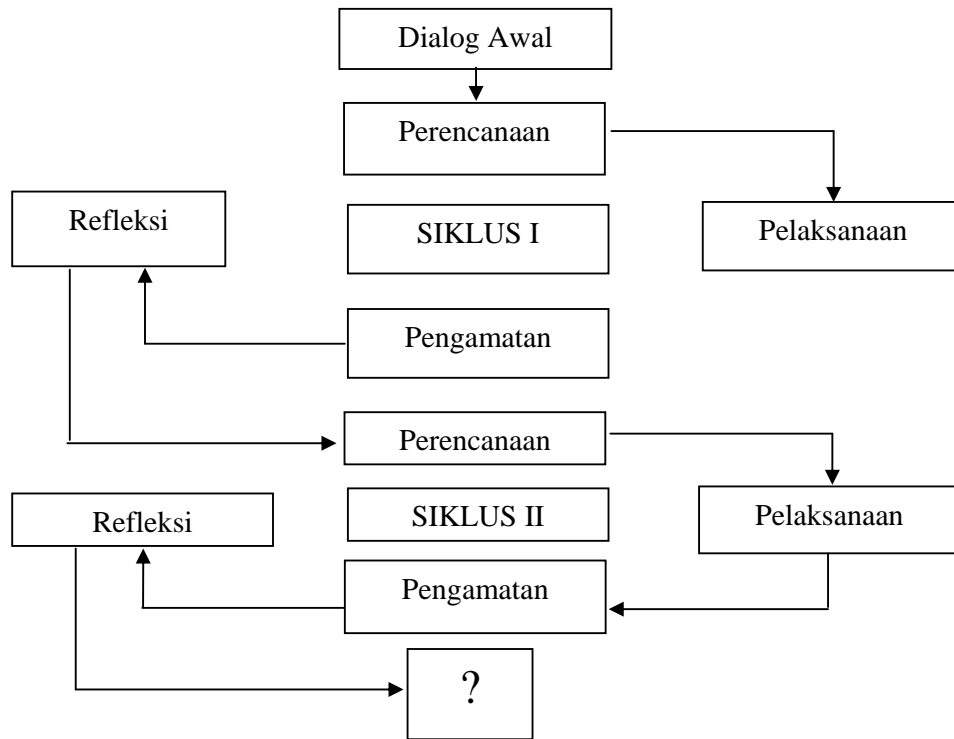 Dialog Awal
Perencanaan
Refleksi
SIKLUS I
Pelaksanaan
Pengamatan
Perencanaan
Refleksi
SIKLUS II
Pelaksanaan
Pengamatan
?